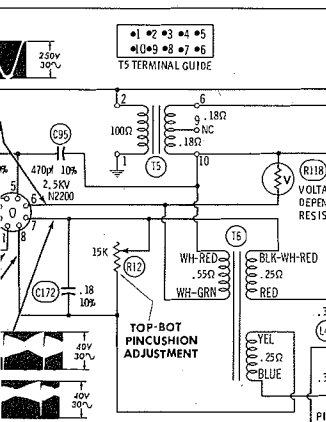 •1 •2 •3 •4 •5
•10 •9 •8 •7 •6
T5 TERMINAL GUIDE
250V
30~
2
6
.18Ω
9
NC
.18Ω
100Ω
C95
1
T5
10
470pf 10%
2.5KV
N2200
5
6
7
8
V
R118
VOLTA
DEPEN
RESIS
T6
15K
R12
WH-RED
BLK-WH-RED
.55Ω
.25Ω
WH-GRN
RED
C172
.18
10%
TOP-BOT
PINCUSHION
ADJUSTMENT
40V
30~
YEL
.25Ω
BLUE
40V
30~
PI